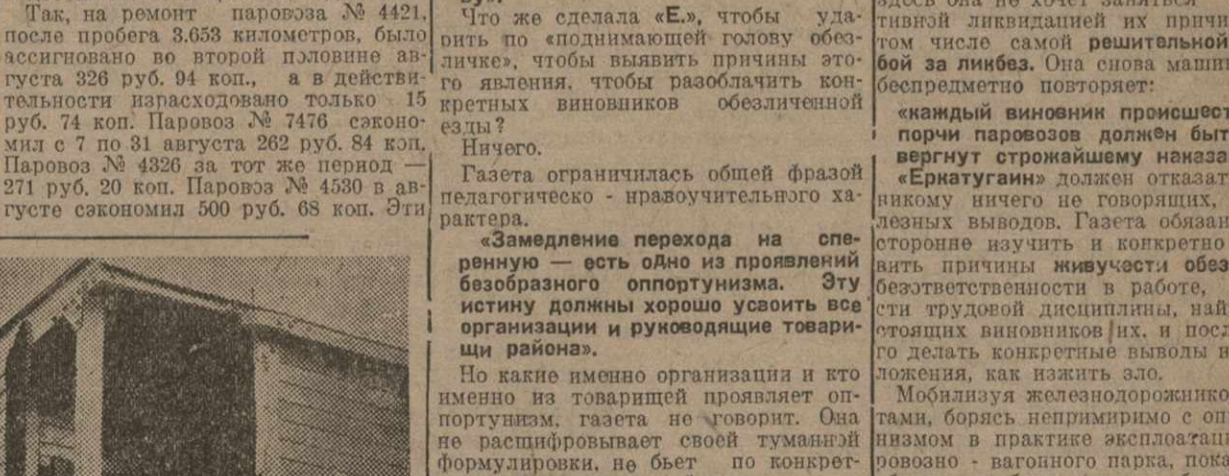 Так, на ремонт паровоза № 4421,
после пробега 3.653 километров, было
ассигновано во второй половине ав-
густа 326 руб. 94 коп., а в действи-
тельности израсходовано только 15
руб. 74 коп. Паровоз № 7476 сэконо-
мил с 7 по 31 августа 262 руб. 84 коп.
Паровоз № 4326 за тот же период —
271 руб. 20 коп. Паровоз № 4530 в ав-
густе сэкономил 500 руб. 68 коп. Эти
Что же сделала «Е.», чтобы уда-
рить по «поднимающей голову обез-
личке», чтобы выявить причины это-
го явления, чтобы разоблачить кон-
кретных виновников обезличенной
езды?
Ничего.
Газета ограничилась общей фразой
педагогическо - нравоучительного ха-
рактера.
«Замедление перехода на спе-
ренную — есть одно из проявлений
безобразного оппортунизма. Эту
истину должны хорошо усвоить все
организации и руководящие товари-
щи района».
Но какие именно организации и кто
именно из товарищей проявляет оп-
портунизм, газета не говорит. Она
не расшифровывает своей туманной
формулировки, не бьет по конкрет-
здесь она не хочет заняться
тивной ликвидацией их причи
том числе самой решительной
бой за ликбез. Она снова машин
беспредметно повторяет:
«каждый виновник происшест
порчи паровозов должен быт
вергнут строжайшему наказа
«Еркатугаин» должен отказат
никому ничего не говорящих,
лезных выводов. Газета обязан
сторонне изучить и конкретно
вить причины живучести обез
безответственности в работе,
сти трудовой дисциплины, най
стоящих виновников их, и посл
го делать конкретные выводы и
ложения, как изжить зло.
Мобилизуя железнодорожнико
тами, борясь непримиримо с оп
низмом в практике эксплоатац
ровозно - вагонного парка, пока